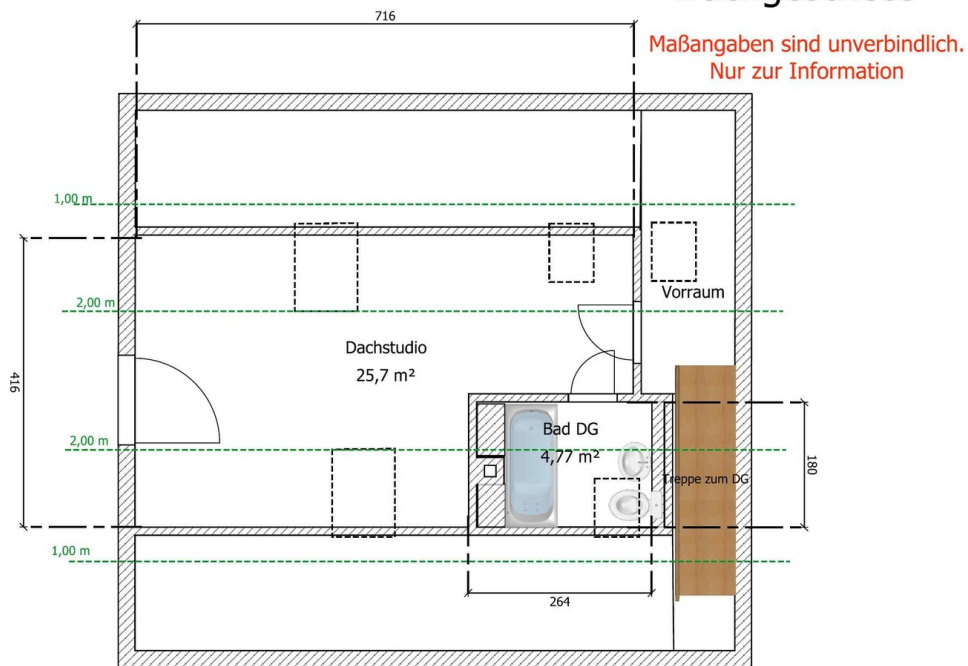 716
Maßangaben sind unverbindlich.
Nur zur Information
1,00 m
2,00 m
Vorraum
Dachstudio
25,7 m²
416
Bad DG
4,77 m²
2,00 m
180
Treppe zum DG
1,00 m
264